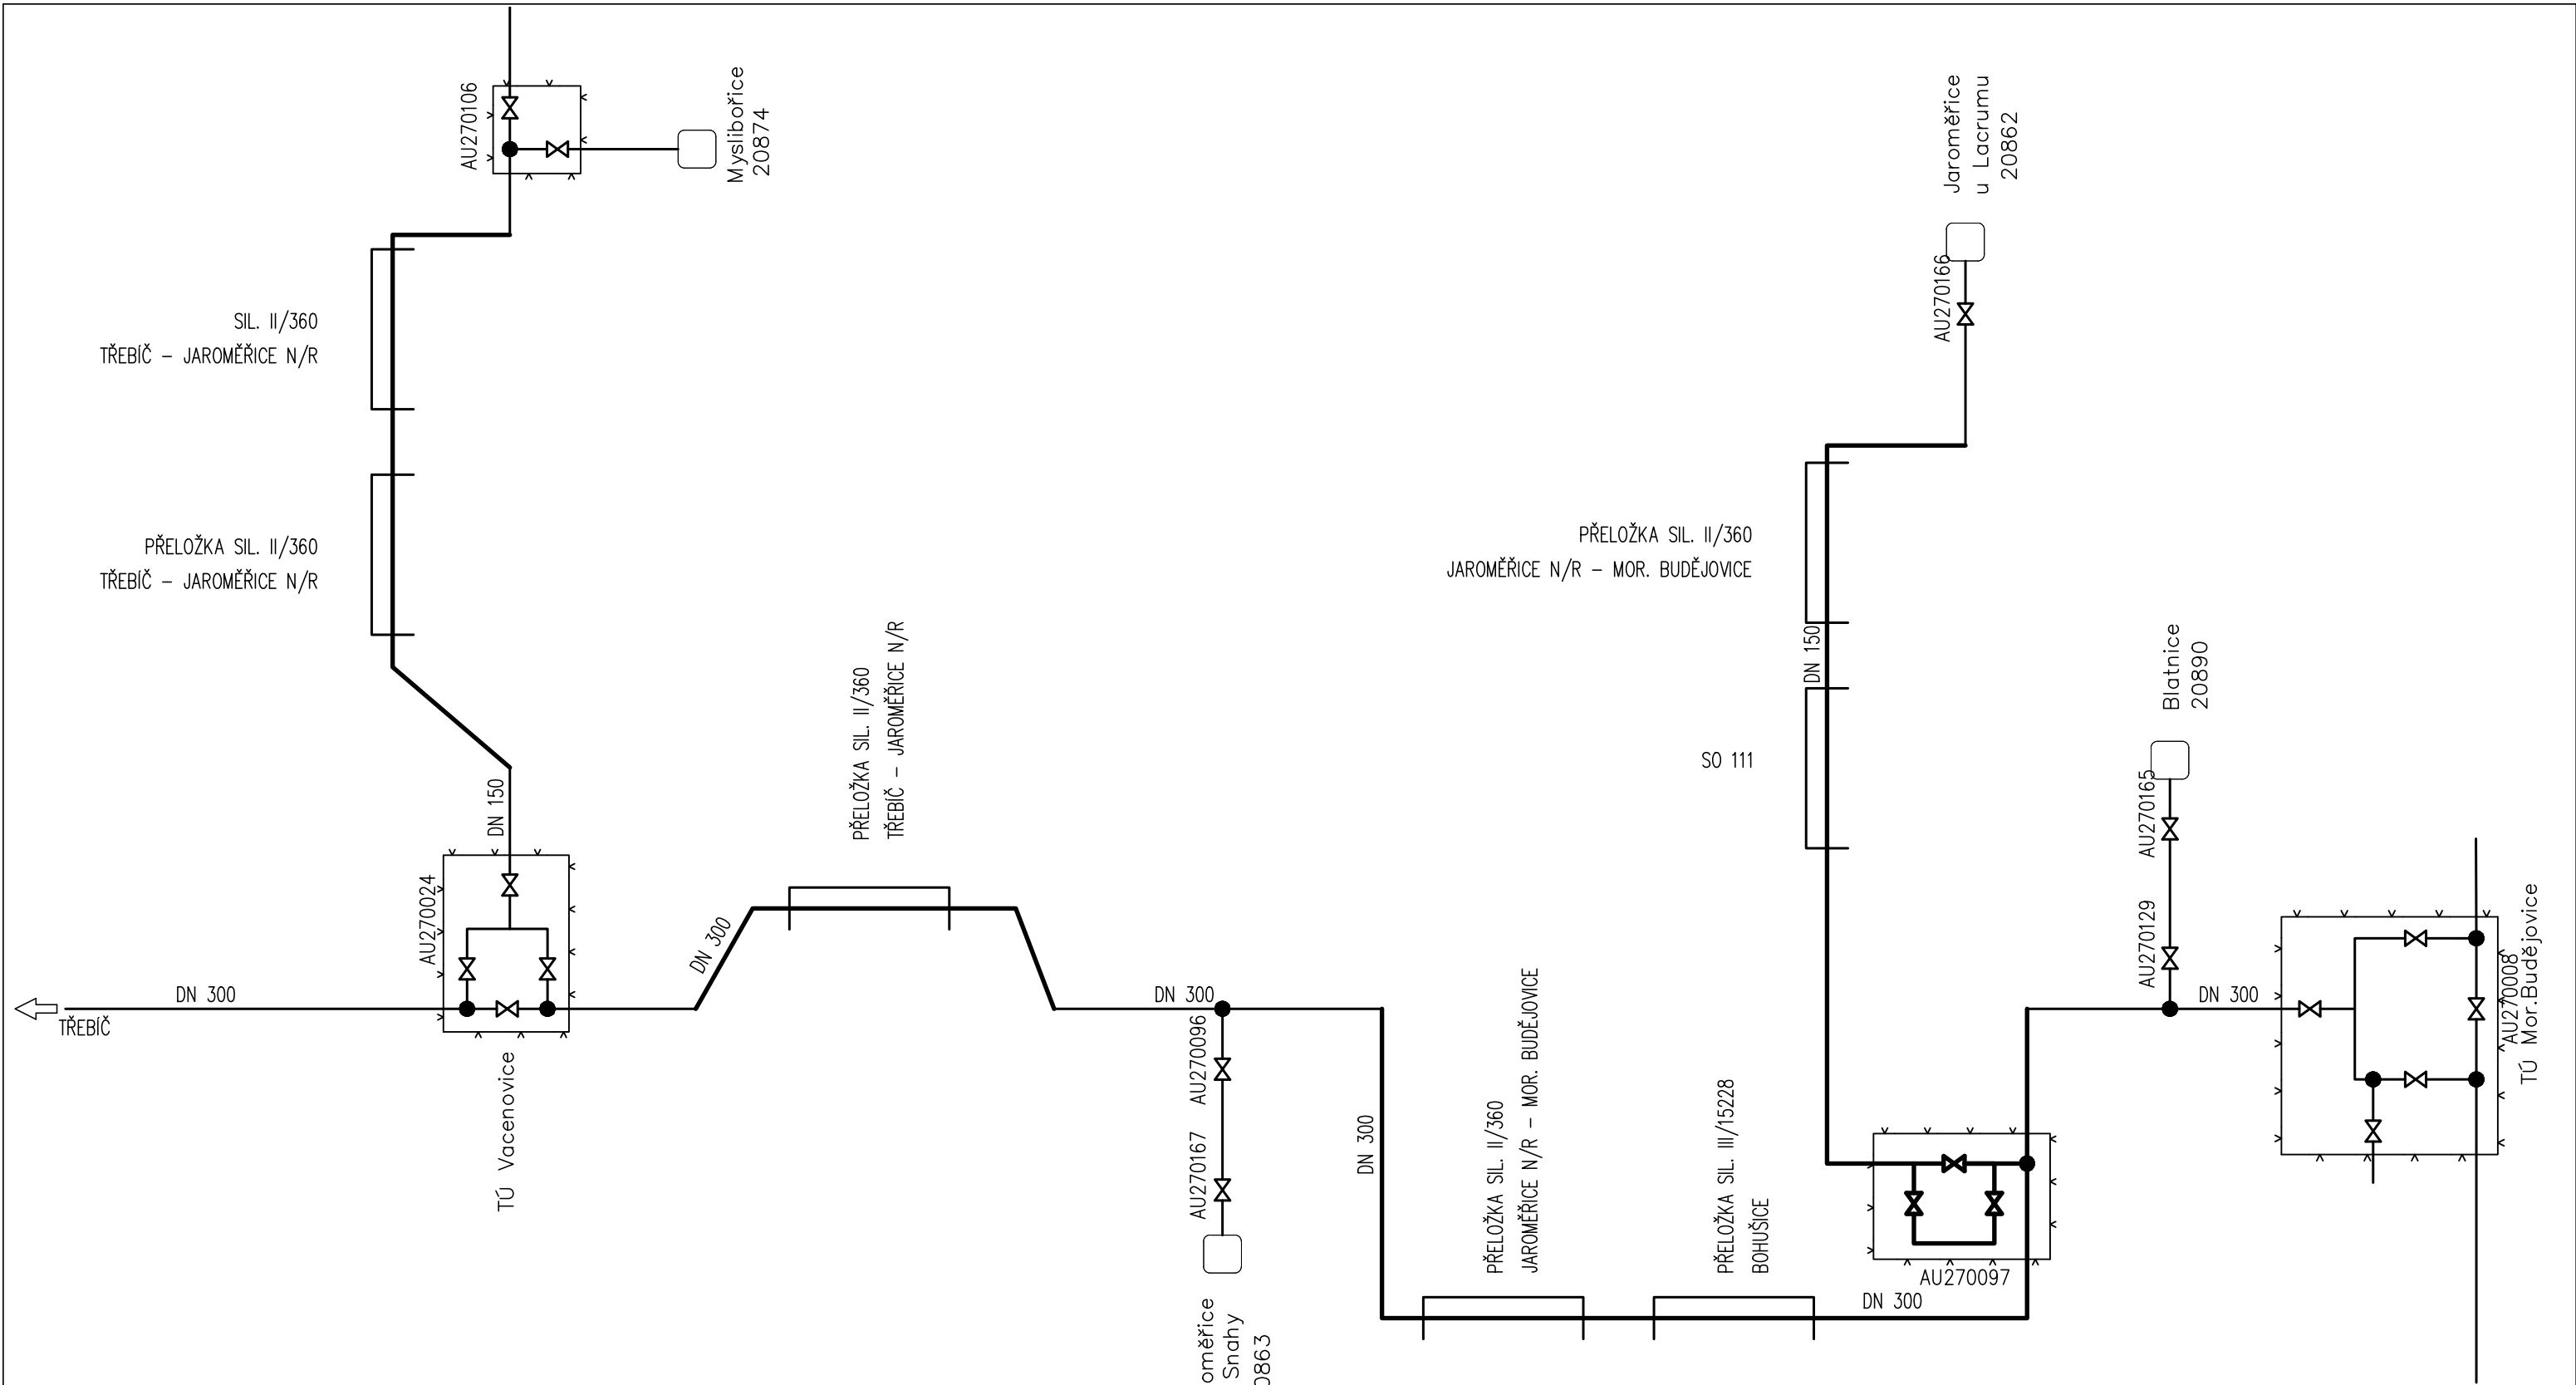 AU270106
Myslibořice
20874
SIL. II/360
TŘEBÍČ – JAROMĚŘICE N/R
PŘELOŽKA SIL. II/360
TŘEBÍČ – JAROMĚŘICE N/R
DN 150
AU270024
DN 300
TŘEBÍČ
TÚ Vacenovice
DN 300
PŘELOŽKA SIL. II/360
TŘEBÍČ – JAROMĚŘICE N/R
DN 300
AU270096
AU270167
oměřice
Snahy
0863
DN 300
PŘELOŽKA SIL. II/360
JAROMĚŘICE N/R – MOR. BUDĚJOVICE
PŘELOŽKA SIL. III/15228
BOHUŠICE
DN 300
AU270097
Jaroměřice
u Lacrumu
20862
AU270166
PŘELOŽKA SIL. II/360
JAROMĚŘICE N/R – MOR. BUDĚJOVICE
DN 150
SO 111
Blatnice
20890
AU270165
AU270129
DN 300
AU270008
TÚ Mor.Budějovice